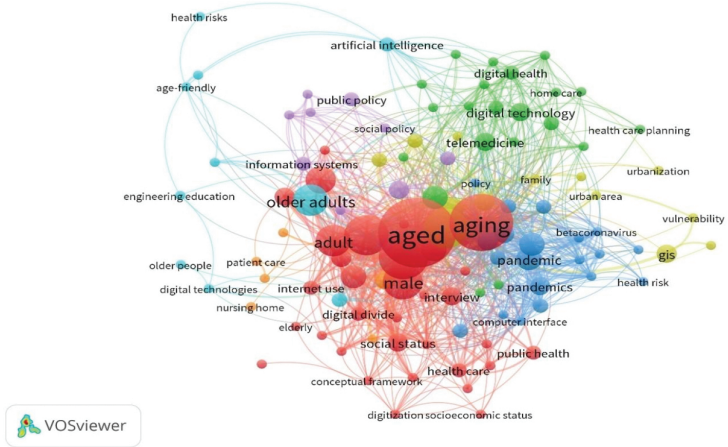 health risks
artificial intelligence
digital health
age-friendly
home care
public policy
digital technology
social policy
health care planning
telemedicine
information systems
urbanization
policy
family
engineering education
older adults
urban area
vulnerability
aged
aging
adult
betacoronavirus
older people
patient care
pandemic
gis
digital technologies
internet use
male
pandemics
health risk
nursing home
interview
digital divide
computer interface
elderly
social status
public health
conceptual framework
health care
digitization
socioeconomic status
VOSviewer